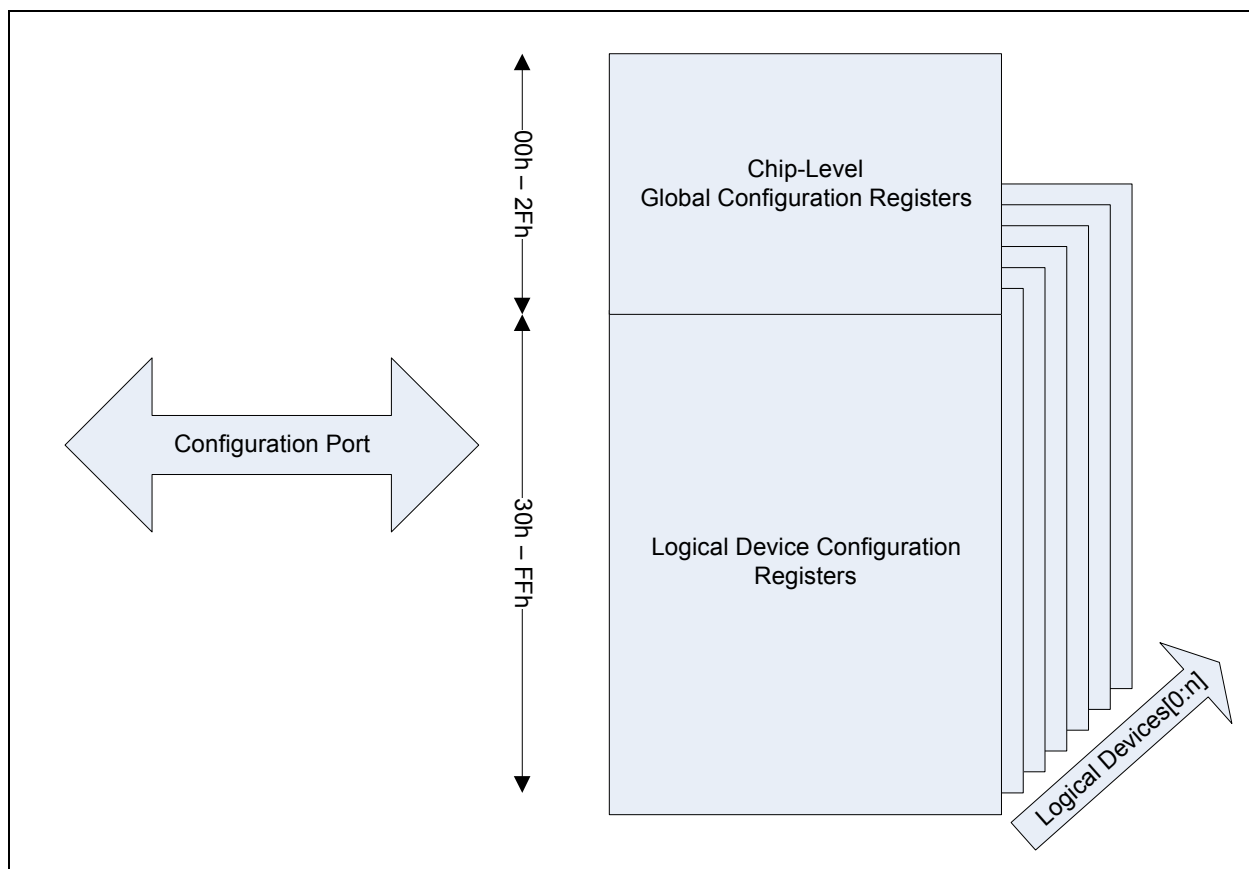 Chip-Level
Global Configuration Registers
00h – 2Fh
Configuration Port
30h – FFh
Logical Device Configuration
Registers
Logical Devices[0:n]